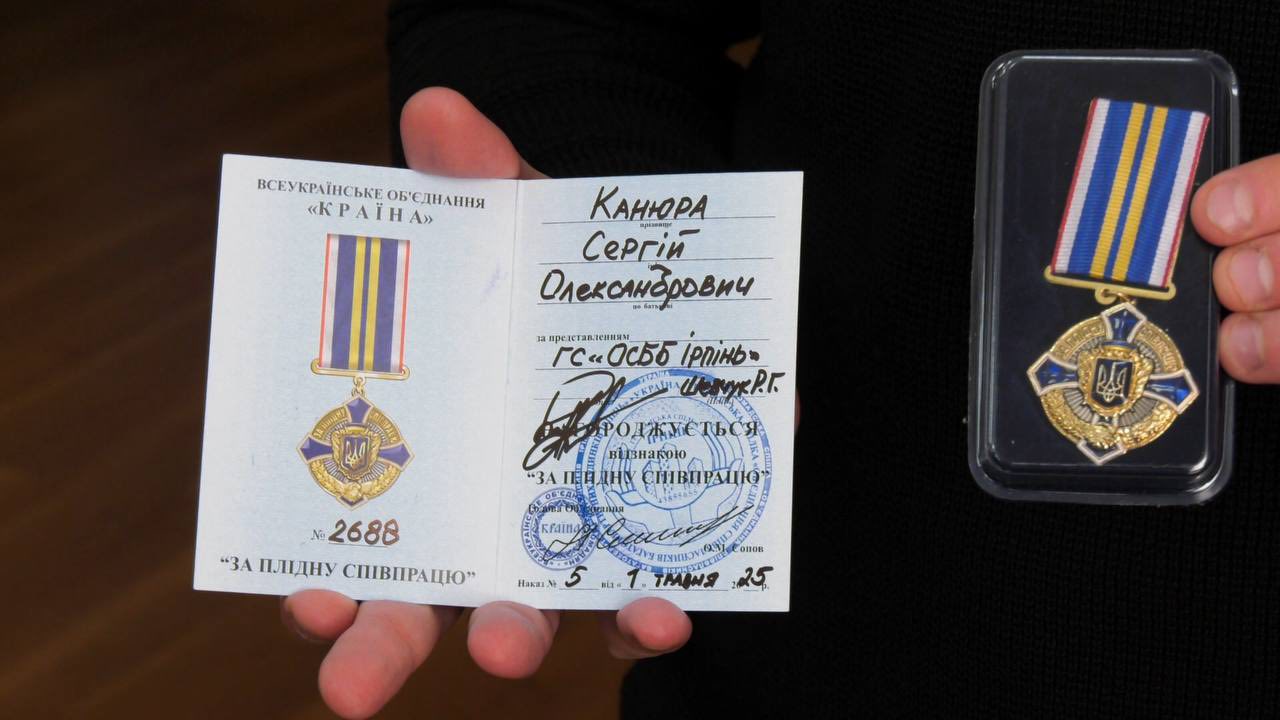 ВСЕУКРАЇНСЬКЕ ОБ'ЄДНАННЯ
«КРАЇНА»
№ 2688
“ЗА ПЛІДНУ СПІВПРАЦЮ”
Канюра
прізвище
Сергій
Олександрович
по батькові
за представленням
ГС «ОСББ Ірпінь»
Шевчук Р.Г.
НАГОРОДЖУЄТЬСЯ
відзнакою
“ЗА ПЛІДНУ СПІВПРАЦЮ”
Голова Об'єднання
О.М. Сопов
Наказ № 5 від «1» травня 2025 р.
КРАЇНА